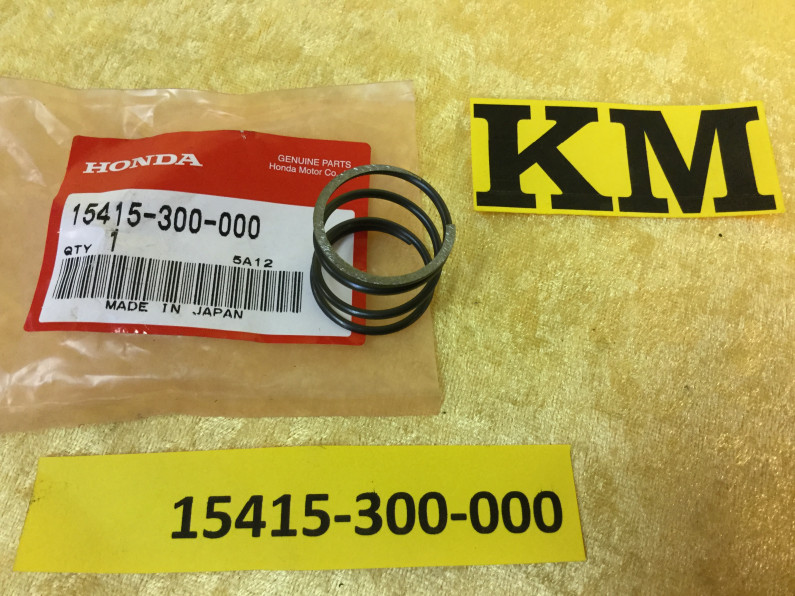 HONDA
GENUINE PARTS
Honda Motor Co.
15415-300-000
QTY 1
5A12
MADE IN JAPAN
KM
15415-300-000